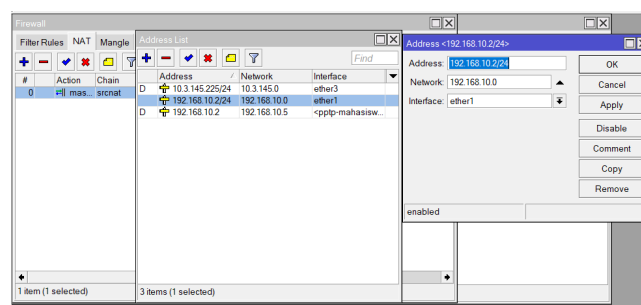 Firewall
Filter Rules NAT Mangle
# Action Chain
0 mas... srcnat
1 item (1 selected)
Address List
Find
Address Network Interface
D 10.3.145.225/24 10.3.145.0 ether3
192.168.10.2/24 192.168.10.0 ether1
D 192.168.10.2 192.168.10.5 <pptp-mahasisw...
3 items (1 selected)
Address <192.168.10.2/24>
Address: 192.168.10.2/24
Network: 192.168.10.0
Interface: ether1
OK
Cancel
Apply
Disable
Comment
Copy
Remove
enabled